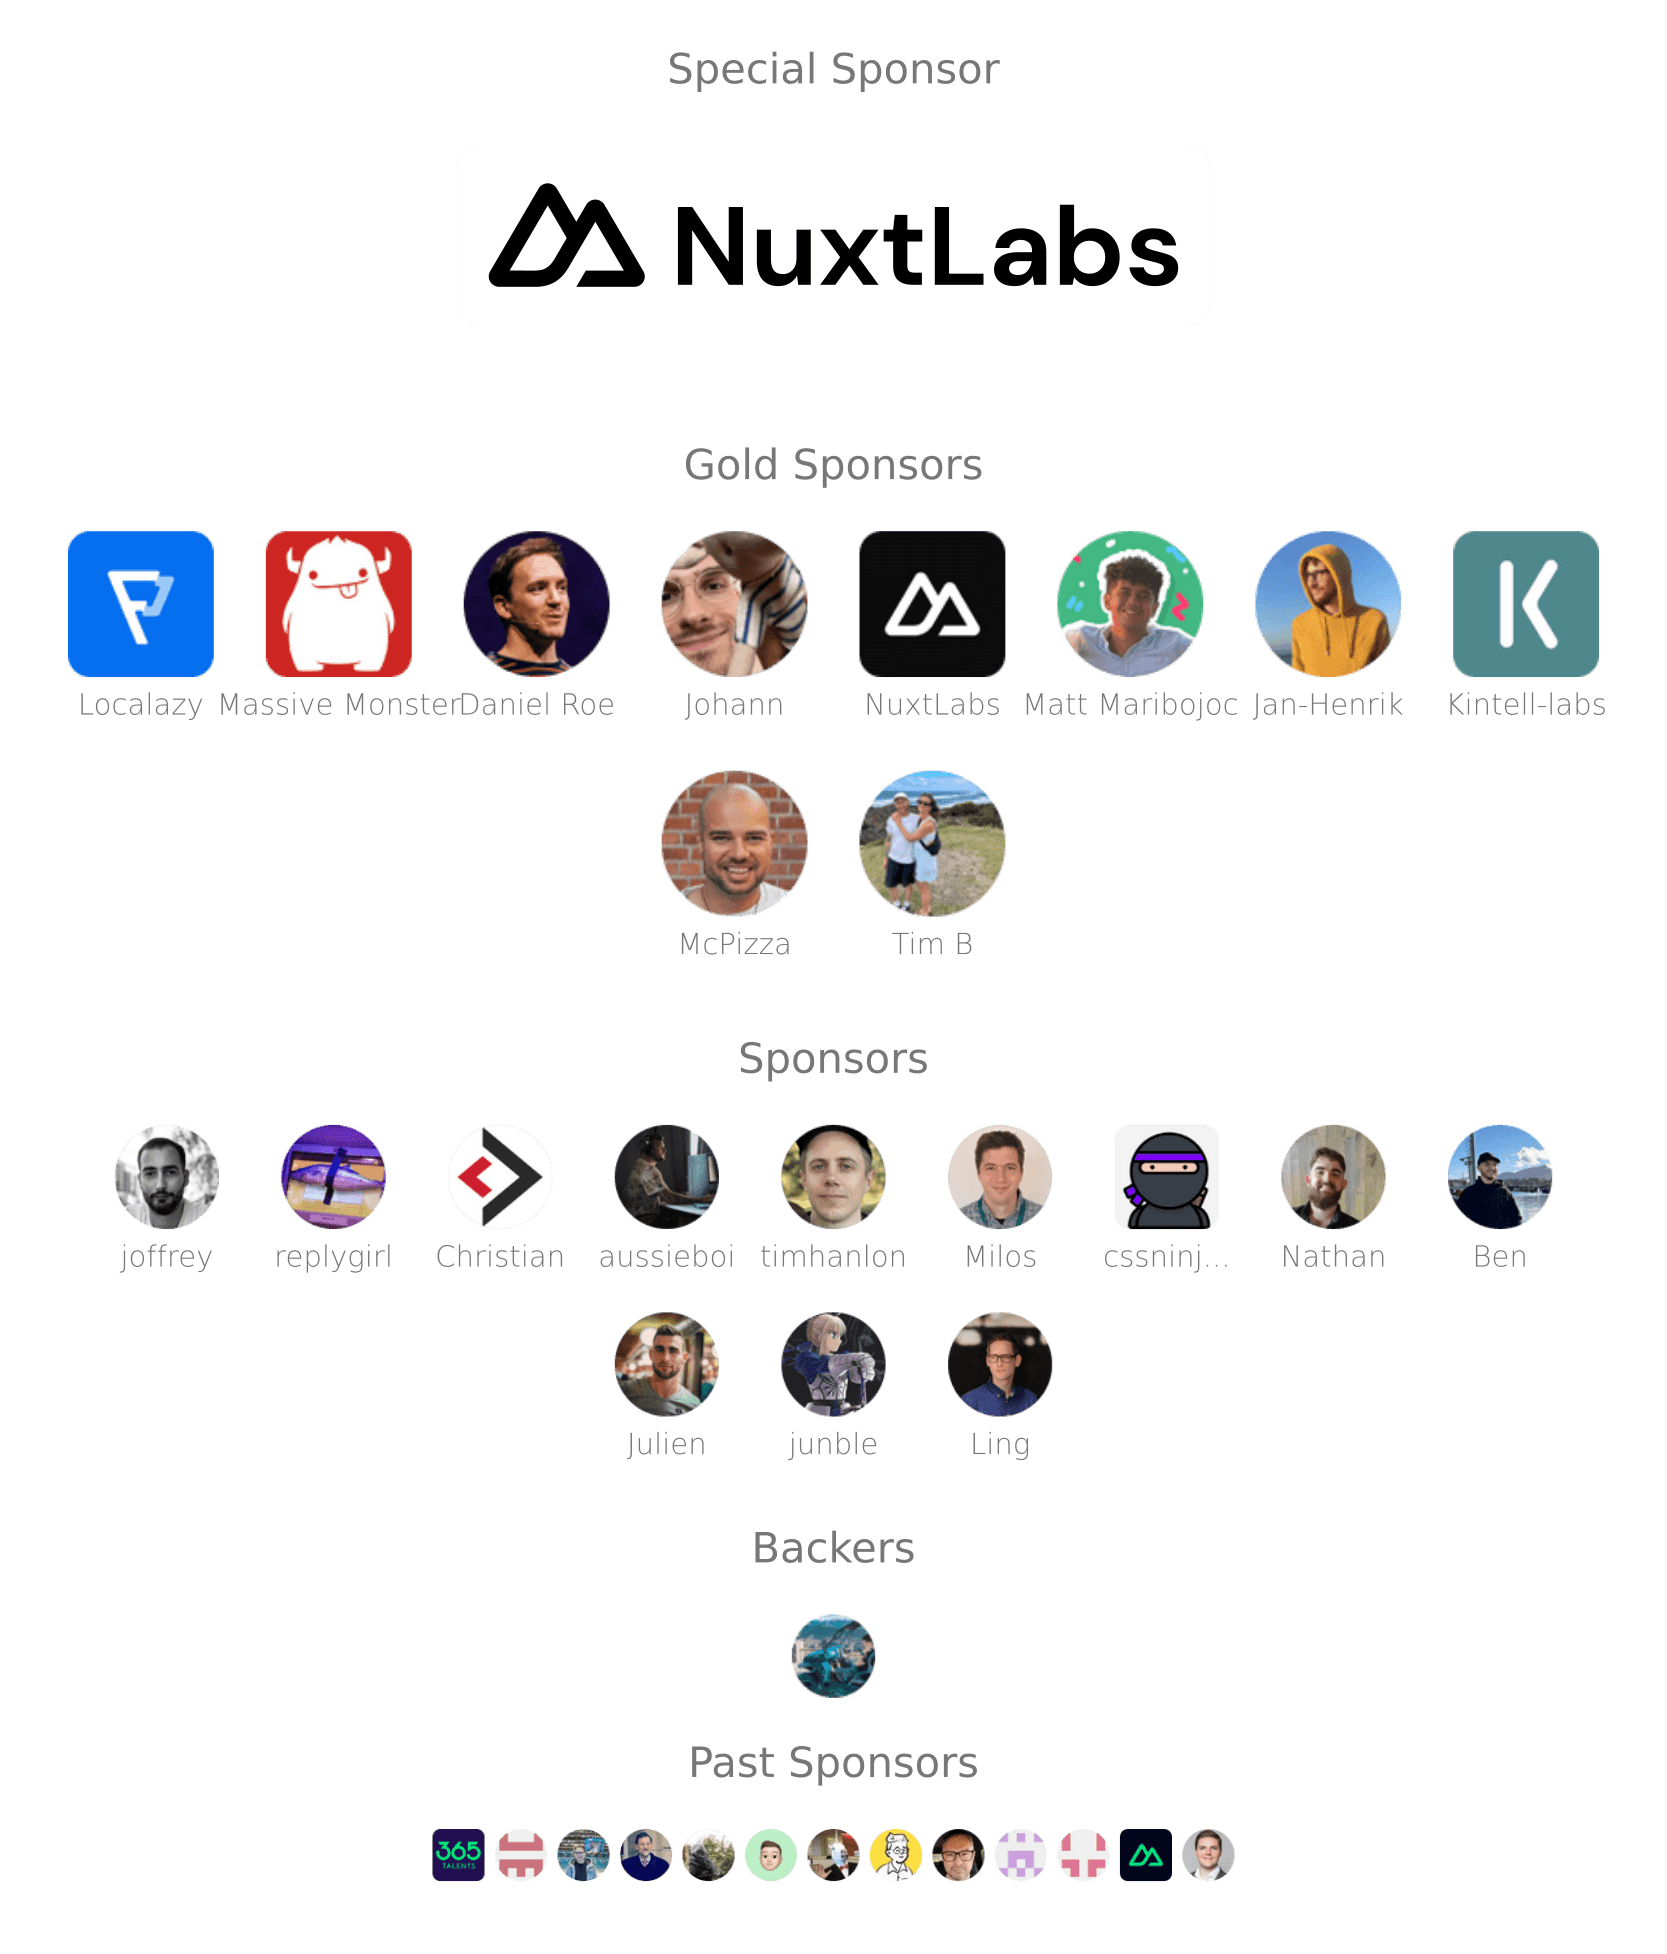 Special Sponsor
NuxtLabs
Gold Sponsors
Localazy Massive Monster Daniel Roe Johann NuxtLabs Matt Maribojoc Jan-Henrik Kintell-labs
McPizza Tim B
Sponsors
joffrey replygirl Christian aussieboi timhanlon Milos cssninj... Nathan Ben
Julien junble Ling
Backers
Past Sponsors
365
TALENTS